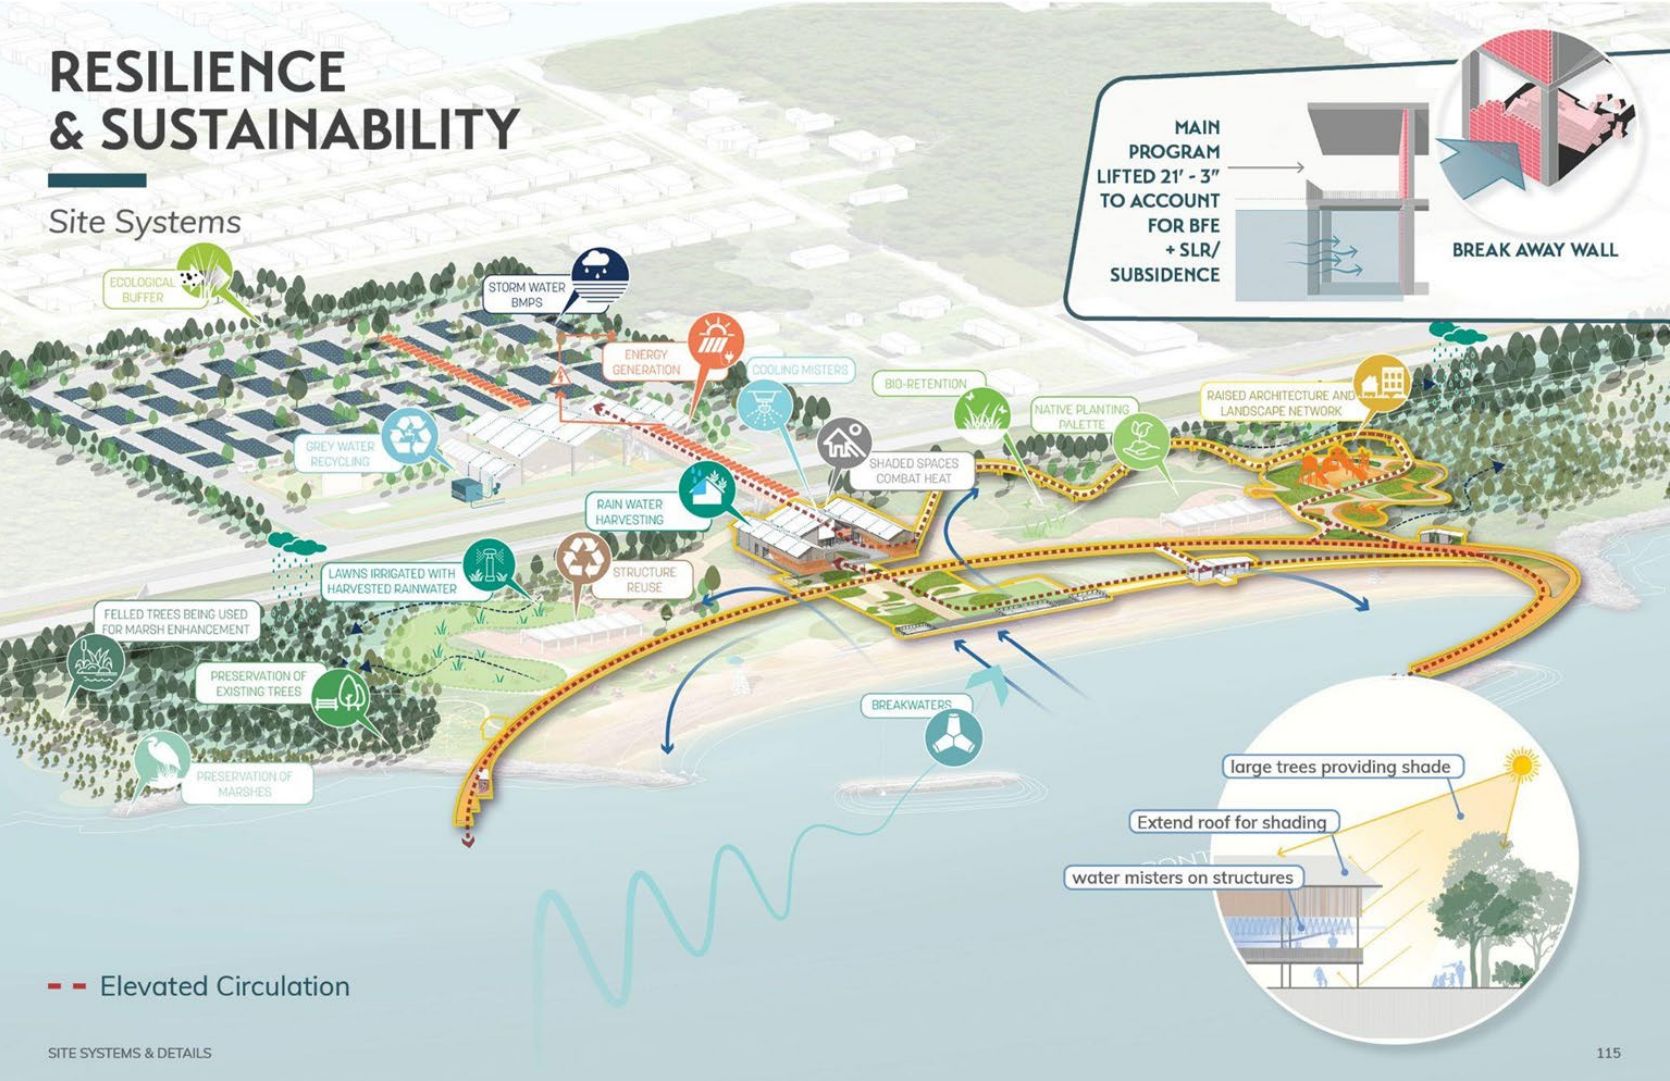 RESILIENCE
& SUSTAINABILITY
Site Systems
MAIN
PROGRAM
LIFTED 21' - 3"
TO ACCOUNT
FOR BFE
+ SLR/
SUBSIDENCE
BREAK AWAY WALL
ECOLOGICAL
BUFFER
STORM WATER
BMPS
ENERGY
GENERATION
COOLING MISTERS
BIO-RETENTION
NATIVE PLANTING
PALETTE
RAISED ARCHITECTURE AND
LANDSCAPE NETWORK
GREY WATER
RECYCLING
SHADED SPACES
COMBAT HEAT
RAIN WATER
HARVESTING
LAWNS IRRIGATED WITH
HARVESTED RAINWATER
STRUCTURE
REUSE
FELLED TREES BEING USED
FOR MARSH ENHANCEMENT
PRESERVATION OF
EXISTING TREES
PRESERVATION OF
MARSHES
BREAKWATERS
large trees providing shade
Extend roof for shading
water misters on structures
Elevated Circulation
SITE SYSTEMS & DETAILS
115